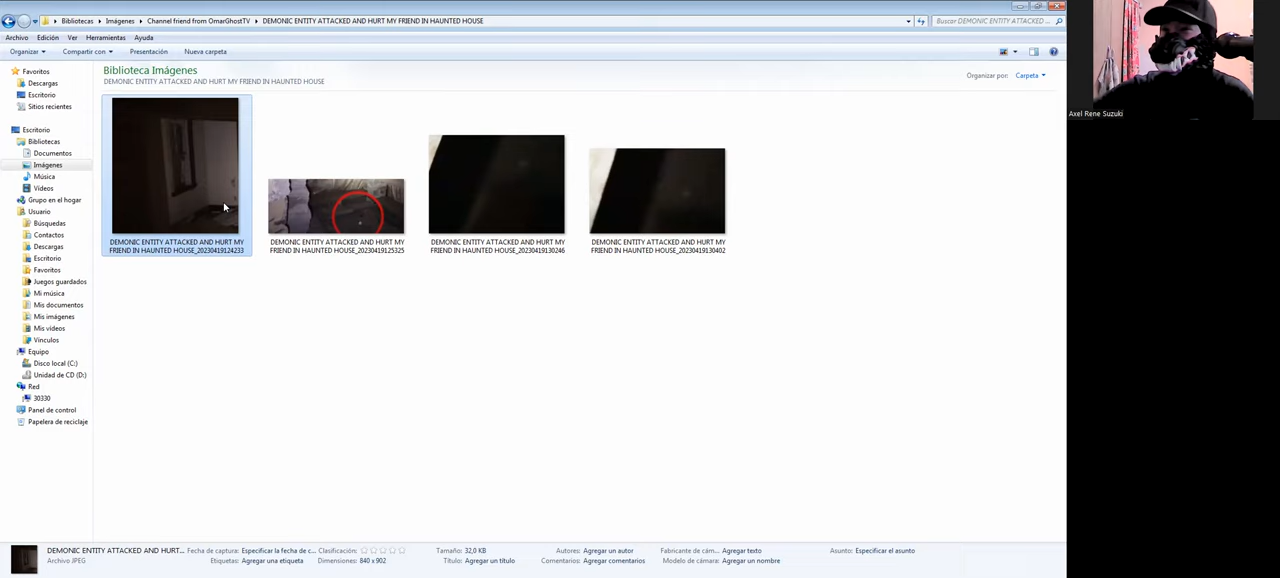 Bibliotecas
Imágenes
Channel friend from OmarGhostTV
DEMONIC ENTITY ATTACKED AND HURT MY FRIEND IN HAUNTED HOUSE
Buscar DEMONIC ENTITY ATTACKED ...
Archivo Edición Ver Herramientas Ayuda
Organizar Compartir con Presentación Nueva carpeta
Favoritos
Descargas
Escritorio
Sitios recientes
Escritorio
Bibliotecas
Documentos
Imágenes
Música
Vídeos
Grupo en el hogar
Usuario
Búsquedas
Contactos
Descargas
Escritorio
Favoritos
Juegos guardados
Mi música
Mis documentos
Mis imágenes
Mis vídeos
Vínculos
Equipo
Disco local (C:)
Unidad de CD (D:)
Red
30330
Panel de control
Papelera de reciclaje
Biblioteca Imágenes
DEMONIC ENTITY ATTACKED AND HURT MY FRIEND IN HAUNTED HOUSE
Organizar por: Carpeta
DEMONIC ENTITY ATTACKED AND HURT MY
FRIEND IN HAUNTED HOUSE_20230419124233
DEMONIC ENTITY ATTACKED AND HURT MY
FRIEND IN HAUNTED HOUSE_20230419125325
DEMONIC ENTITY ATTACKED AND HURT MY
FRIEND IN HAUNTED HOUSE_20230419130246
DEMONIC ENTITY ATTACKED AND HURT MY
FRIEND IN HAUNTED HOUSE_20230419130402
Axel Rene Suzuki
DEMONIC ENTITY ATTACKED AND HURT... Fecha de captura: Especificar la fecha de c... Clasificación: Tamaño: 32,0 KB Autores: Agregar un autor Fabricante de cám... Agregar texto Asunto: Especificar el asunto
Archivo JPEG Etiquetas: Agregar una etiqueta Dimensiones: 840 x 902 Título: Agregar un título Comentarios: Agregar comentarios Modelo de cámara: Agregar un nombre